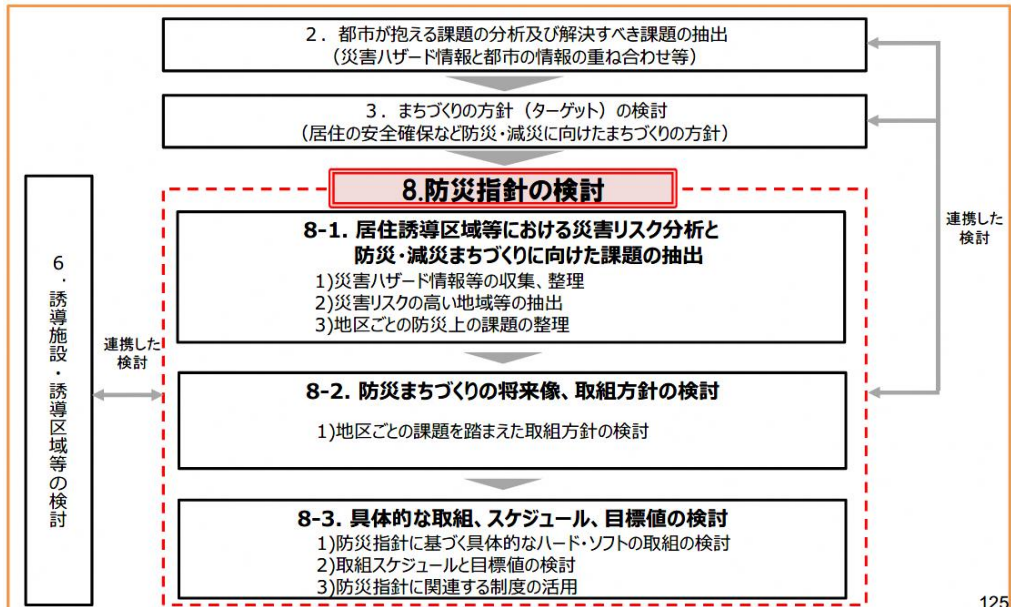 2．都市が抱える課題の分析及び解決すべき課題の抽出
（災害ハザード情報と都市の情報の重ね合わせ等）
3．まちづくりの方針（ターゲット）の検討
（居住の安全確保など防災・減災に向けたまちづくりの方針）
8.防災指針の検討
8-1. 居住誘導区域等における災害リスク分析と
防災・減災まちづくりに向けた課題の抽出
1)災害ハザード情報等の収集、整理
2)災害リスクの高い地域等の抽出
3)地区ごとの防災上の課題の整理
8-2. 防災まちづくりの将来像、取組方針の検討
1)地区ごとの課題を踏まえた取組方針の検討
8-3. 具体的な取組、スケジュール、目標値の検討
1)防災指針に基づく具体的なハード・ソフトの取組の検討
2)取組スケジュールと目標値の検討
3)防災指針に関連する制度の活用
6．誘導施設・誘導区域等の検討
連携した
検討
連携した
検討
125